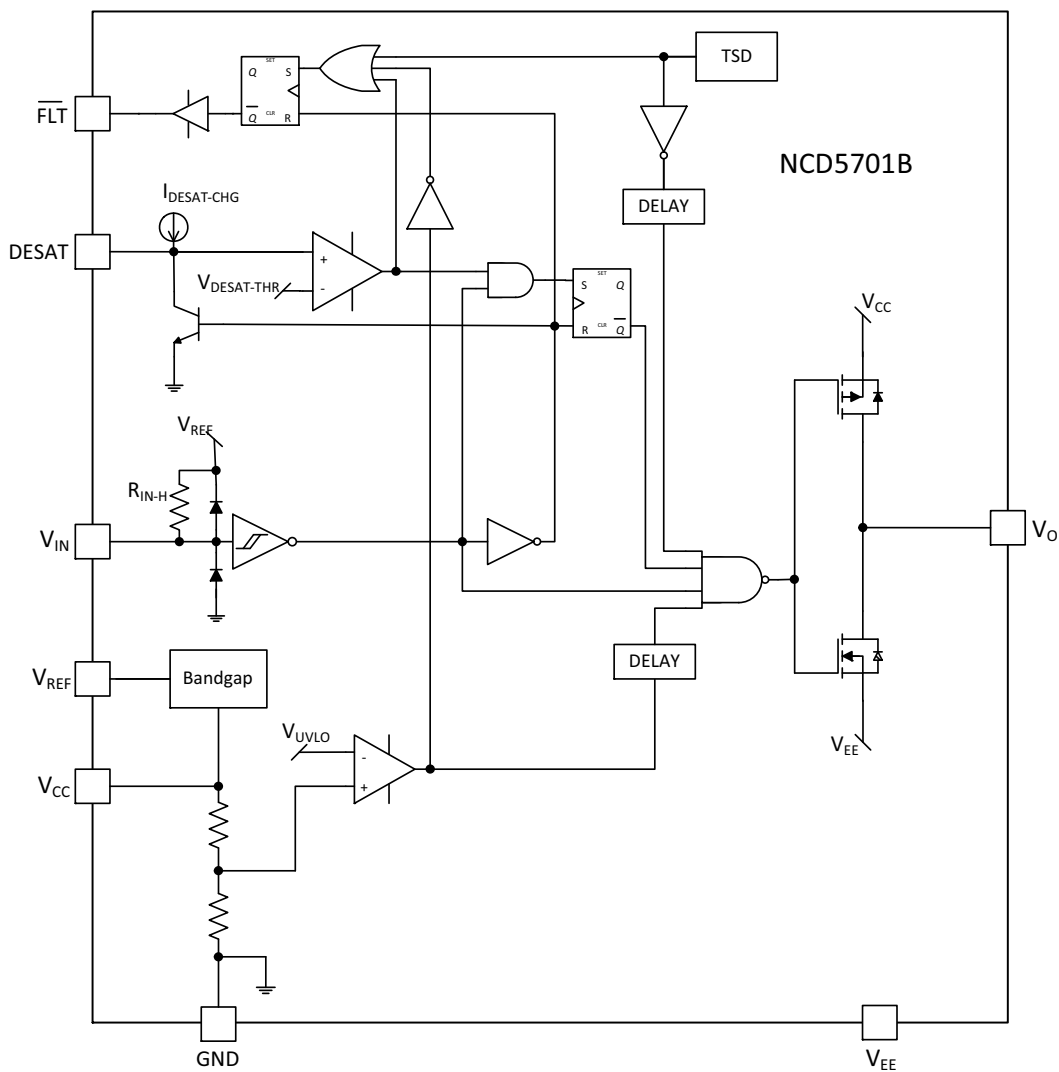 SET
Q S
Q CLR R
TSD
FLT
NCD5701B
I_DESAT-CHG
DELAY
DESAT
+
V_DESAT-THR
-
SET
S Q
R CLR Q
V_CC
V_REF
R_IN-H
V_IN
V_O
DELAY
V_REF
Bandgap
V_UVLO
-
V_EE
V_CC
+
GND
V_EE